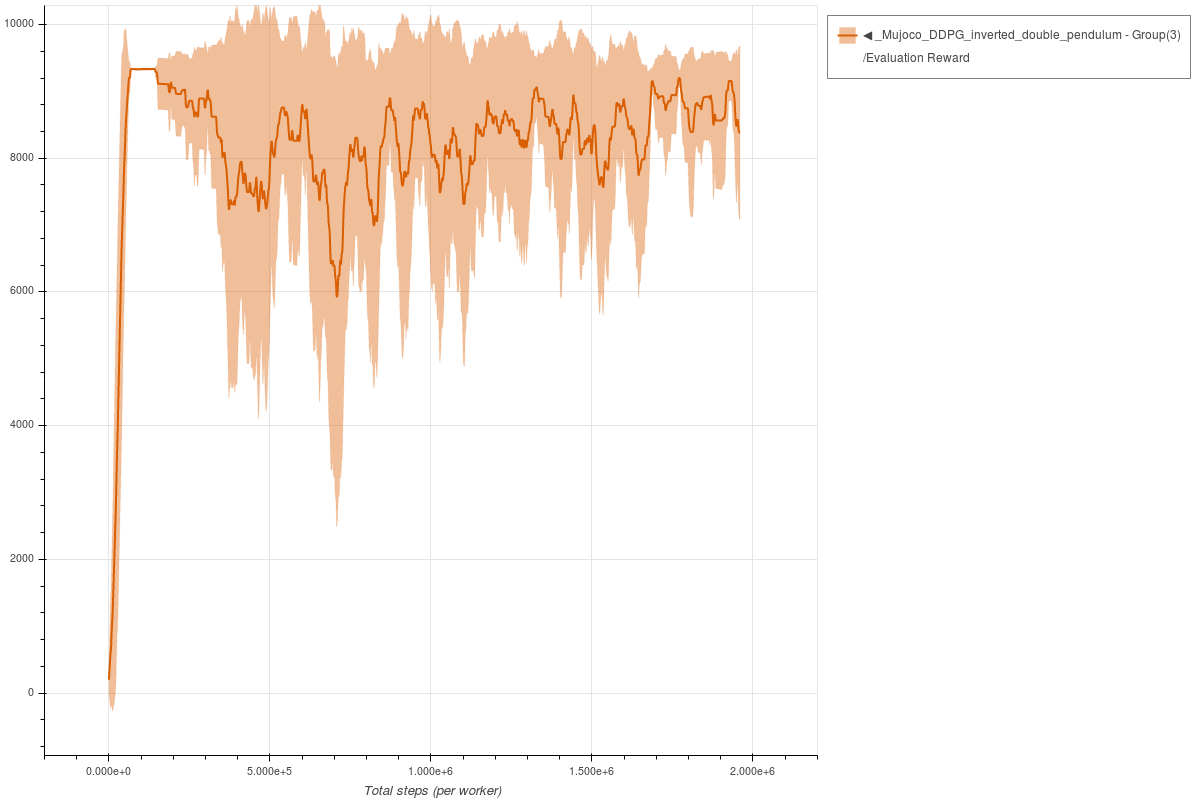 10000
8000
6000
4000
2000
0
0.000e+0 5.000e+5 1.000e+6 1.500e+6 2.000e+6
Total steps (per worker)
◀ _Mujoco_DDPG_inverted_double_pendulum - Group(3)
/Evaluation Reward